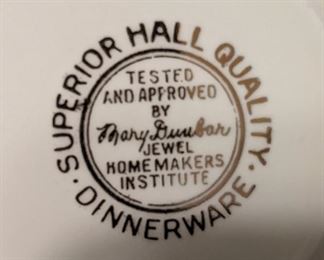 SUPERIOR HALL QUALITY
· DINNERWARE ·
TESTED
AND APPROVED
BY
Mary Dunbar
JEWEL
HOMEMAKERS
INSTITUTE